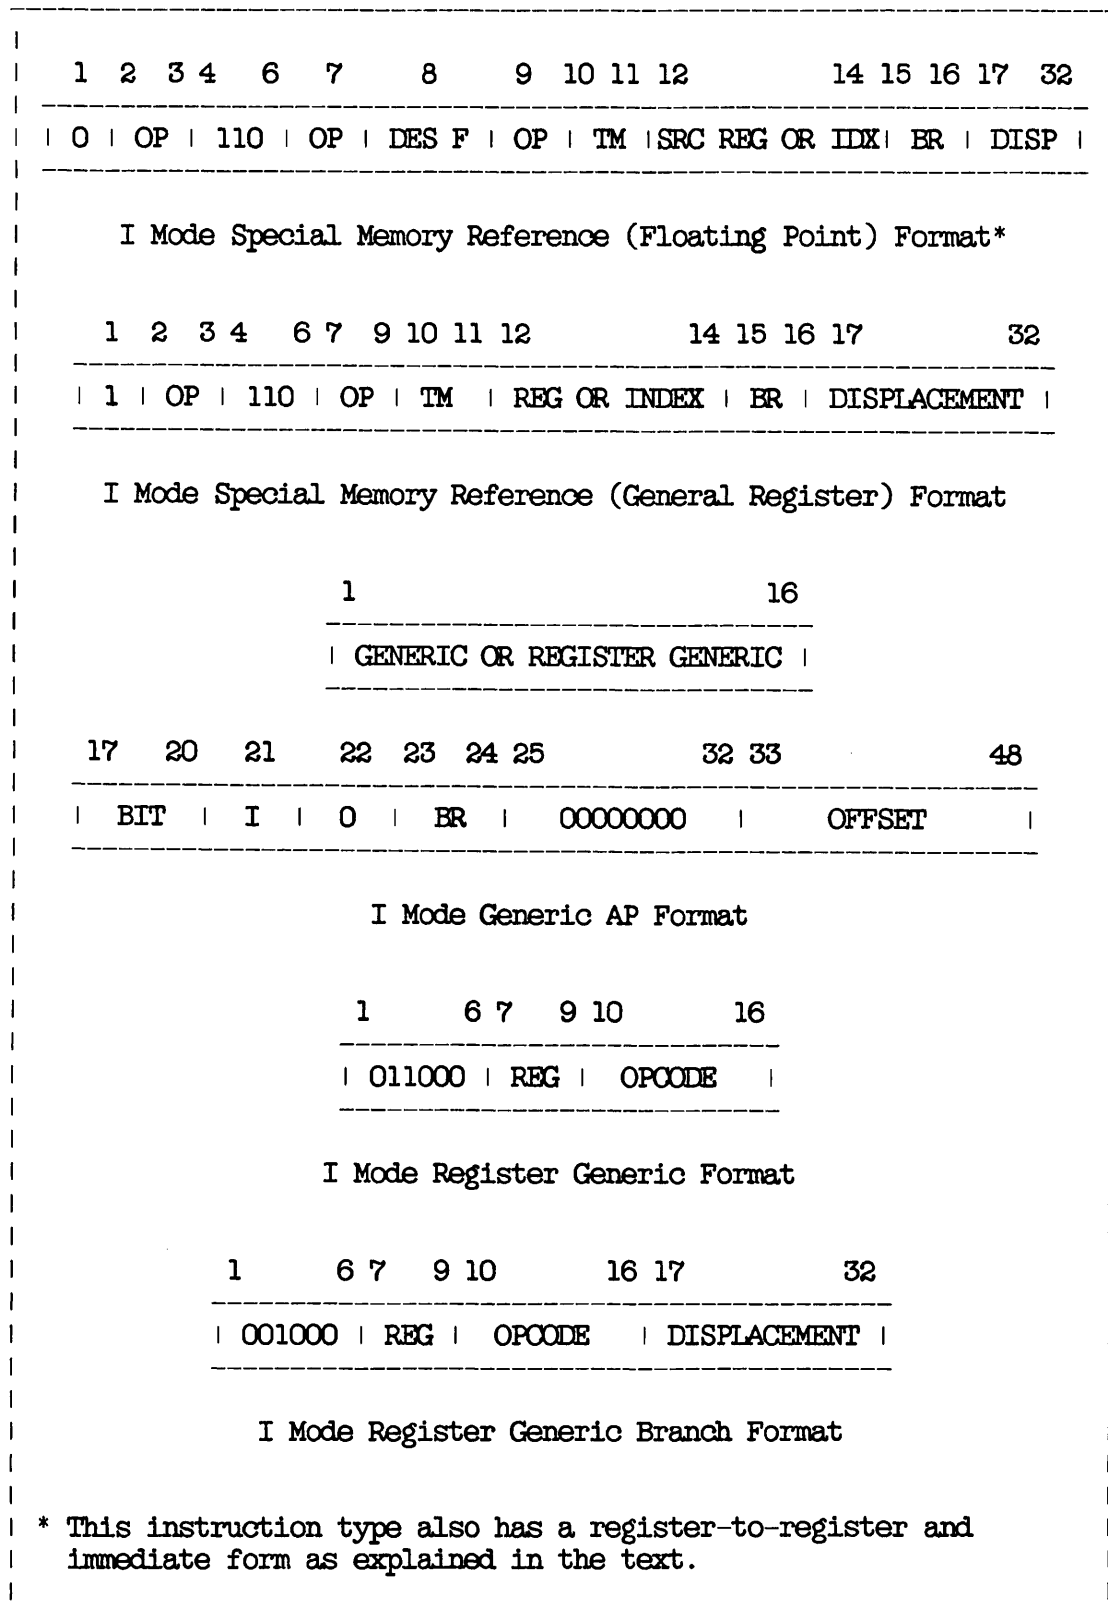 1 2 3 4 6 7 8 9 10 11 12 14 15 16 17 32
| 0 | OP | 110 | OP | DES F | OP | TM |SRC REG OR IDX| BR | DISP |
I Mode Special Memory Reference (Floating Point) Format*
1 2 3 4 6 7 9 10 11 12 14 15 16 17 32
| 1 | OP | 110 | OP | TM | REG OR INDEX | BR | DISPLACEMENT |
I Mode Special Memory Reference (General Register) Format
1 16
| GENERIC OR REGISTER GENERIC |
17 20 21 22 23 24 25 32 33 48
| BIT | I | 0 | BR | 00000000 | OFFSET |
I Mode Generic AP Format
1 6 7 9 10 16
| 011000 | REG | OPCODE |
I Mode Register Generic Format
1 6 7 9 10 16 17 32
| 001000 | REG | OPCODE | DISPLACEMENT |
I Mode Register Generic Branch Format
* This instruction type also has a register-to-register and
immediate form as explained in the text.